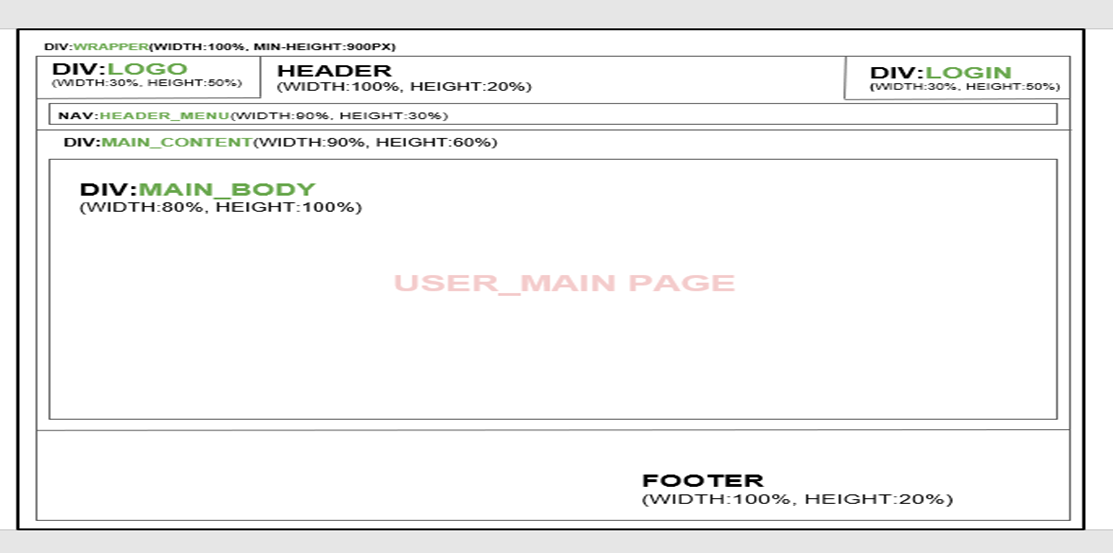 DIV:WRAPPER(WIDTH:100%, MIN-HEIGHT:900PX)
DIV:LOGO
(WIDTH:30%, HEIGHT:50%)
HEADER
(WIDTH:100%, HEIGHT:20%)
DIV:LOGIN
(WIDTH:30%, HEIGHT:50%)
NAV:HEADER_MENU(WIDTH:90%, HEIGHT:30%)
DIV:MAIN_CONTENT(WIDTH:90%, HEIGHT:60%)
DIV:MAIN_BODY
(WIDTH:80%, HEIGHT:100%)
USER_MAIN PAGE
FOOTER
(WIDTH:100%, HEIGHT:20%)